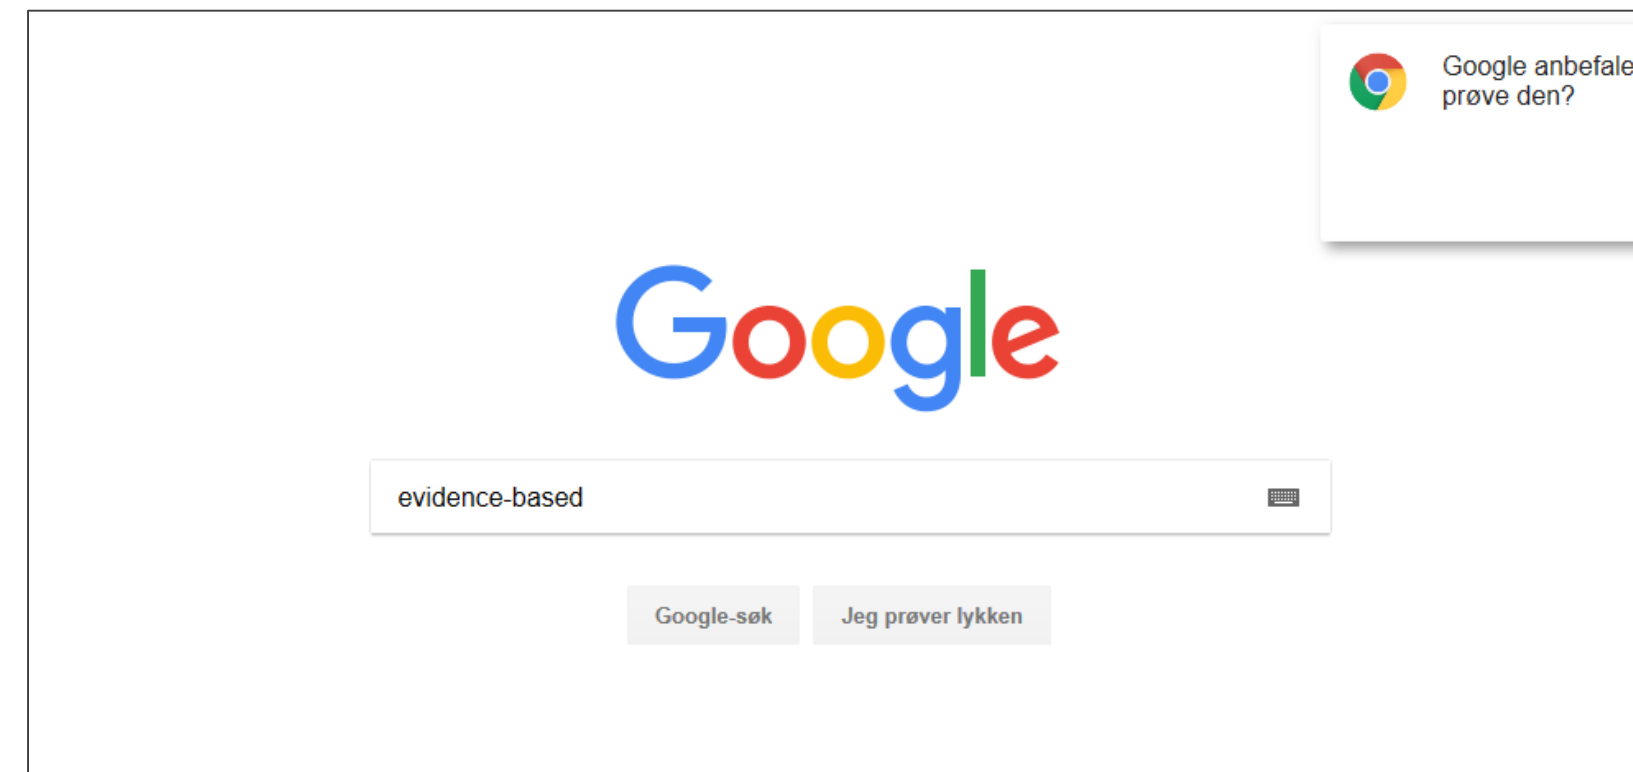 Google anbefale
prøve den?
Google
evidence-based
Google-søk
Jeg prøver lykken